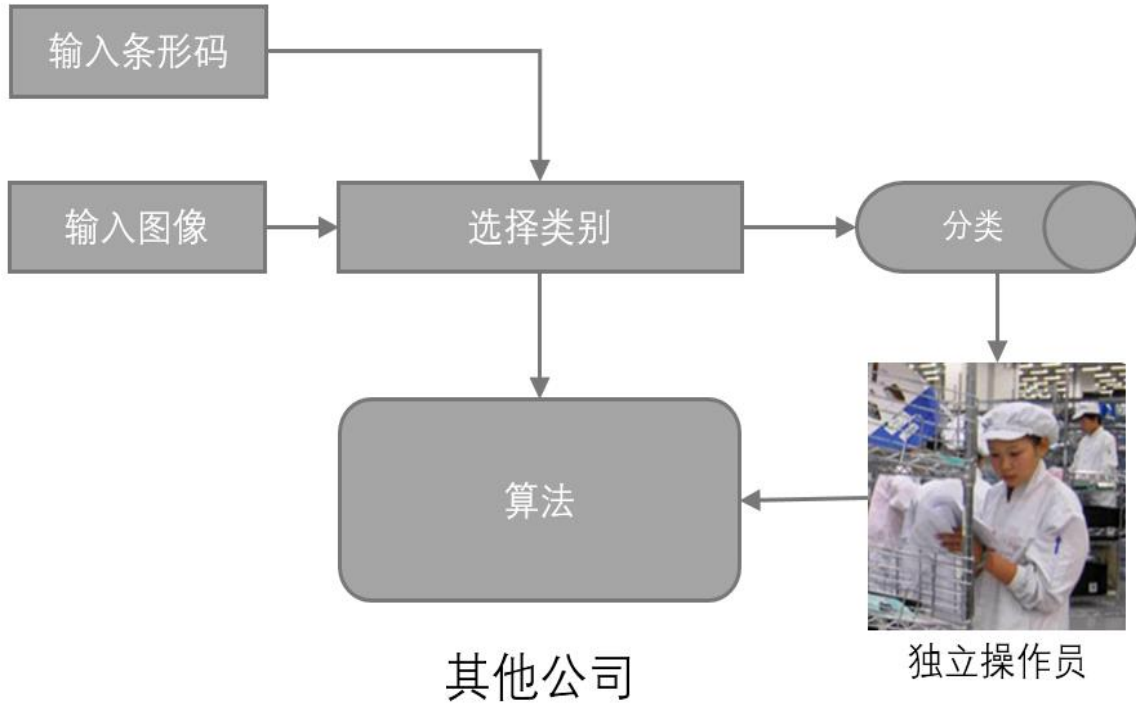 输入条形码
输入图像
选择类别
分类
算法
独立操作员
其他公司